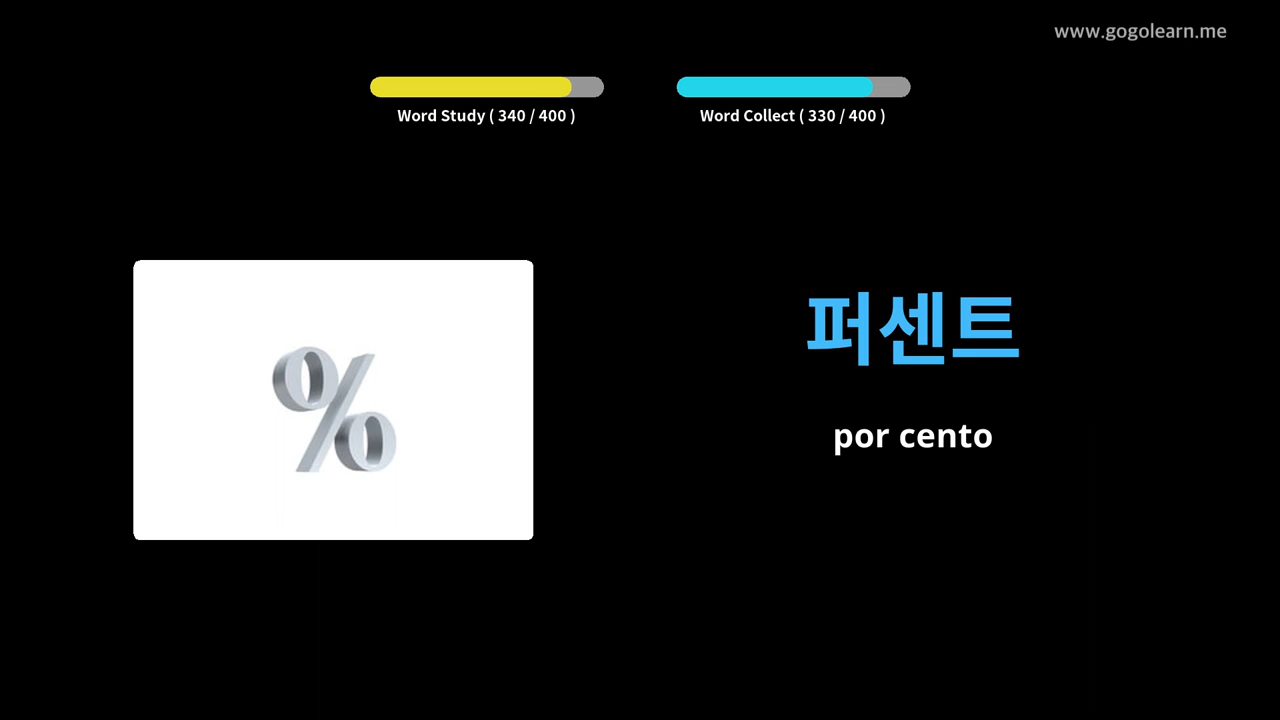 www.gogolearn.me
Word Study ( 340 / 400 )
Word Collect ( 330 / 400 )
%
퍼센트
por cento